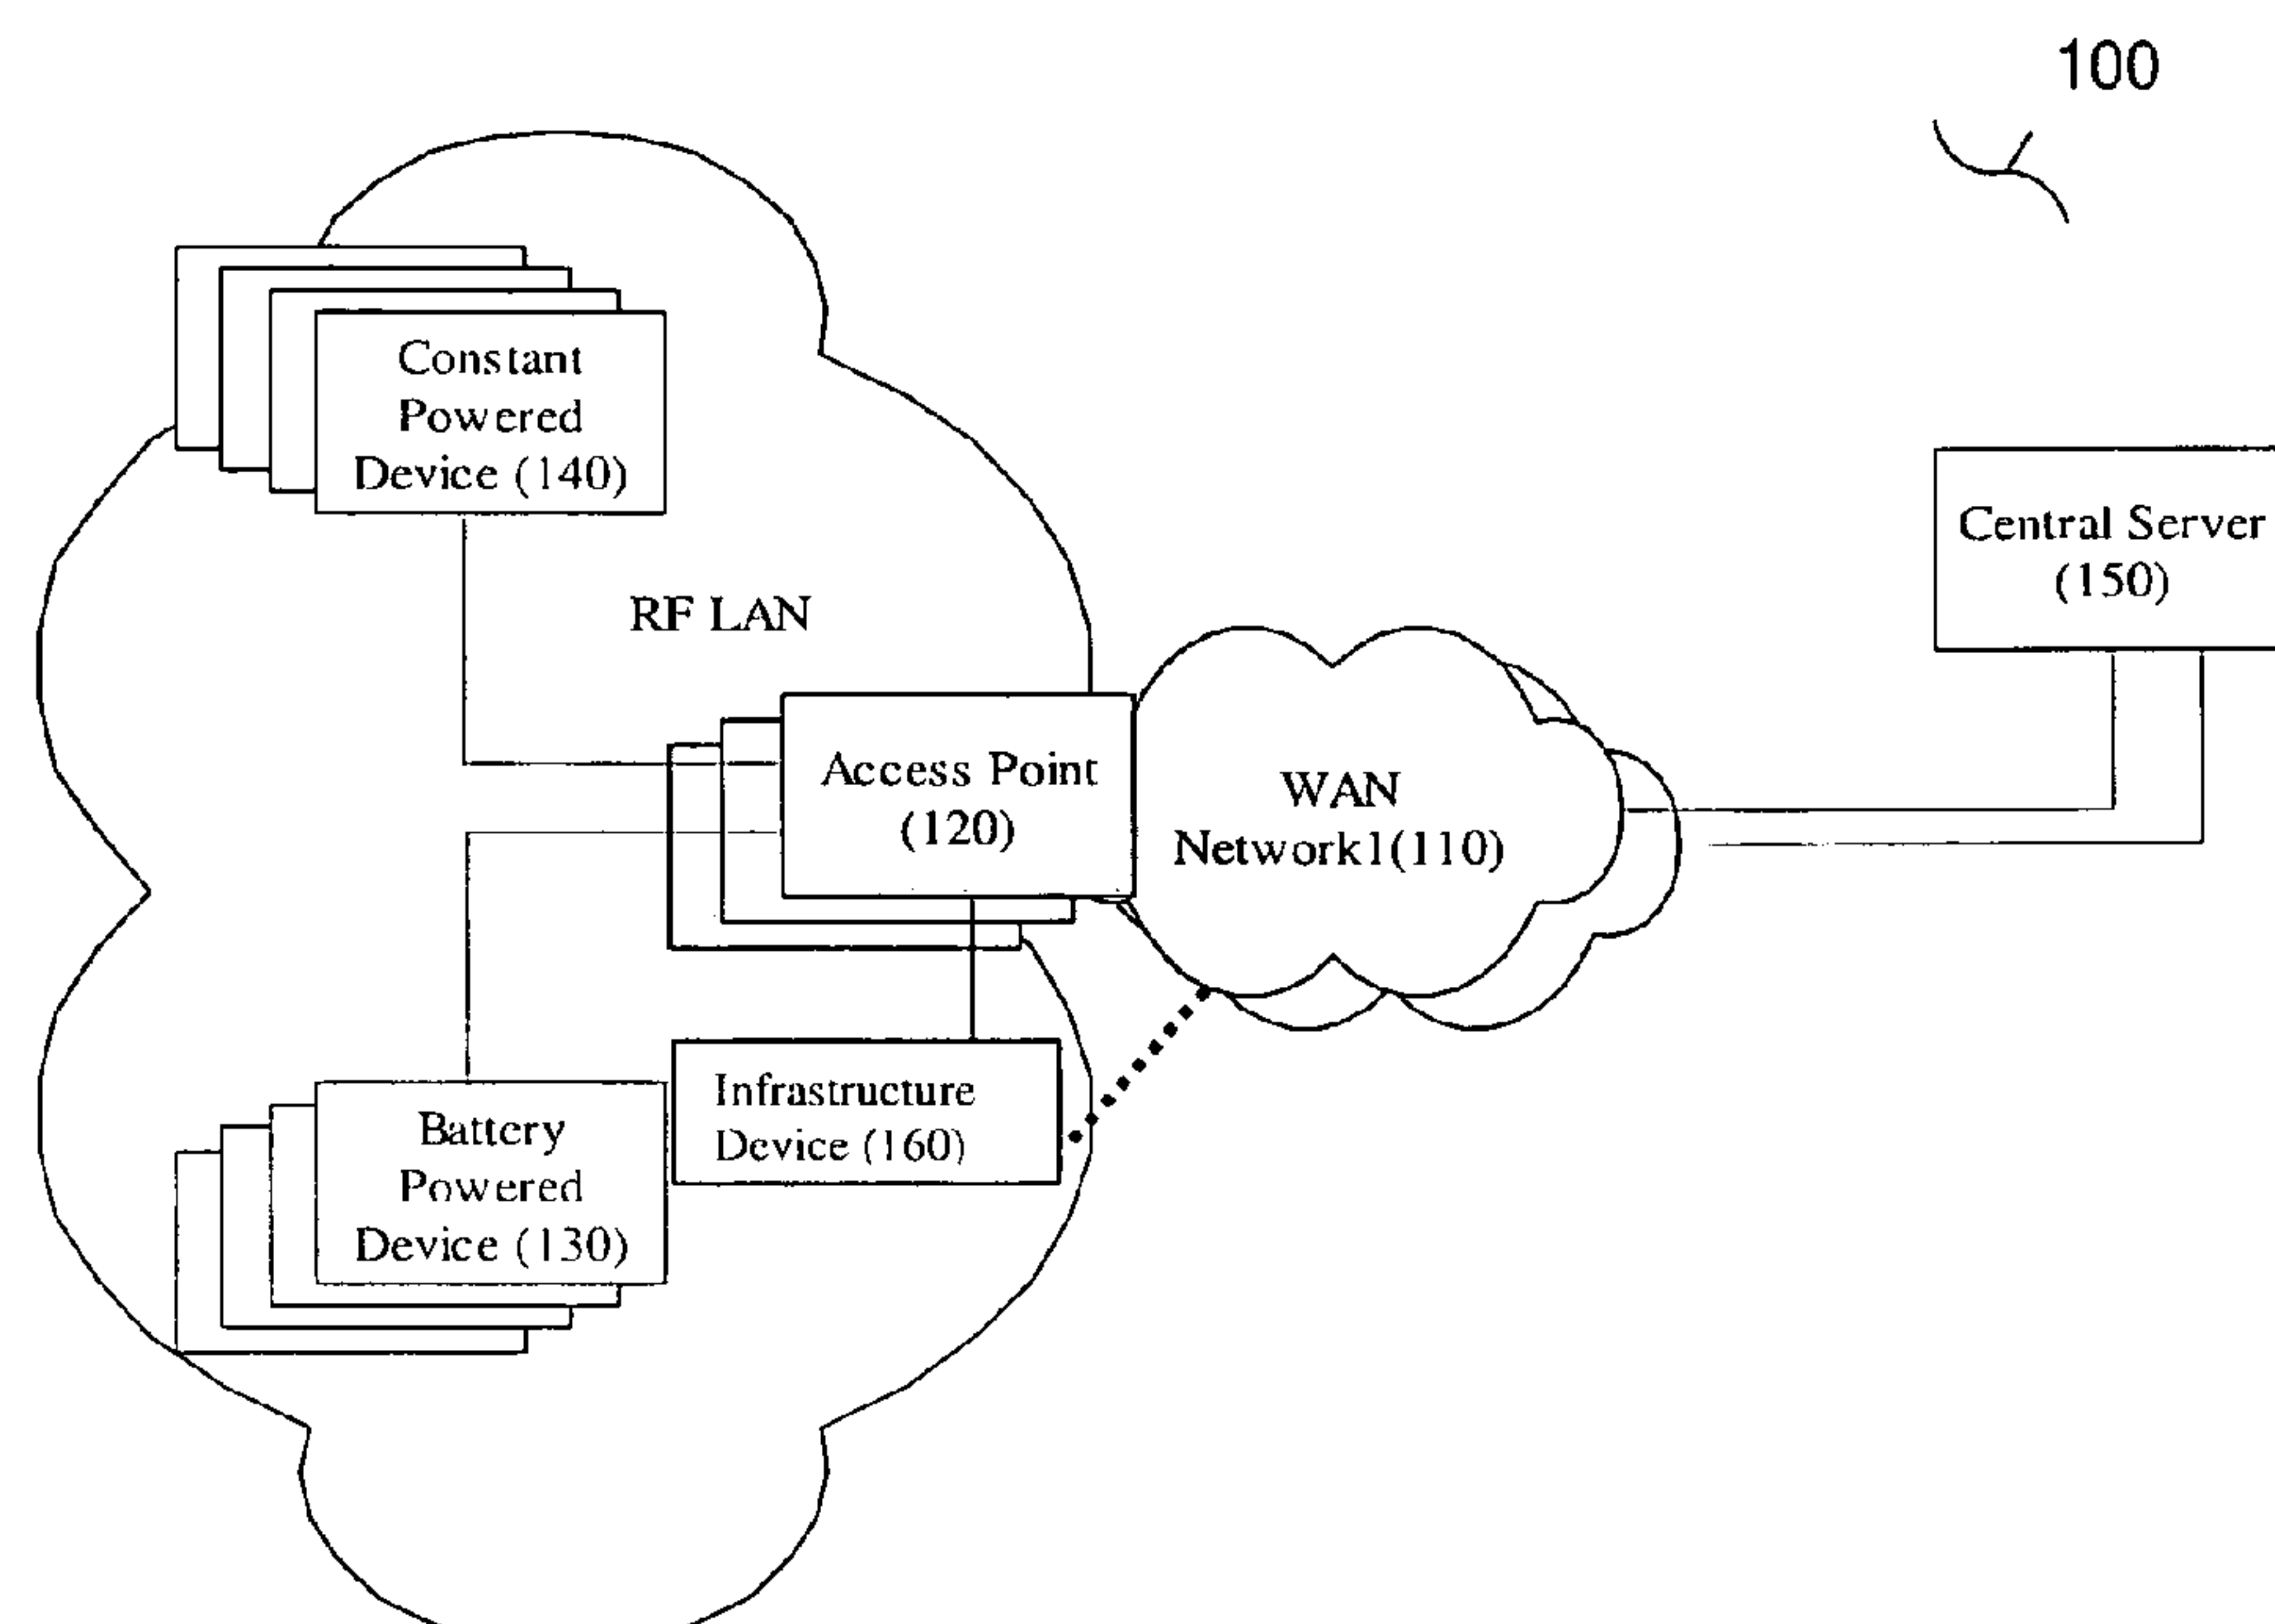 100
Constant
Powered
Device (140)
Central Server
(150)
RF LAN
Access Point
(120)
WAN
Network1(110)
Infrastructure
Device (160)
Battery
Powered
Device (130)